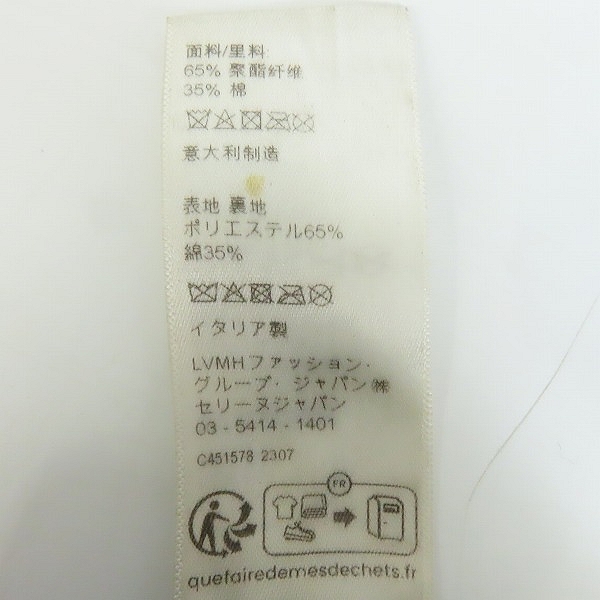 面料/里料
65% 聚酯纤维
35% 棉
意大利制造
表地 裏地
ポリエステル65%
綿35%
イタリア製
LVMHファッション・
グループ・ジャパン㈱
セリーヌジャパン
03 - 5414 - 1401
C451578 2307
FR
quefairedemesdechets.fr